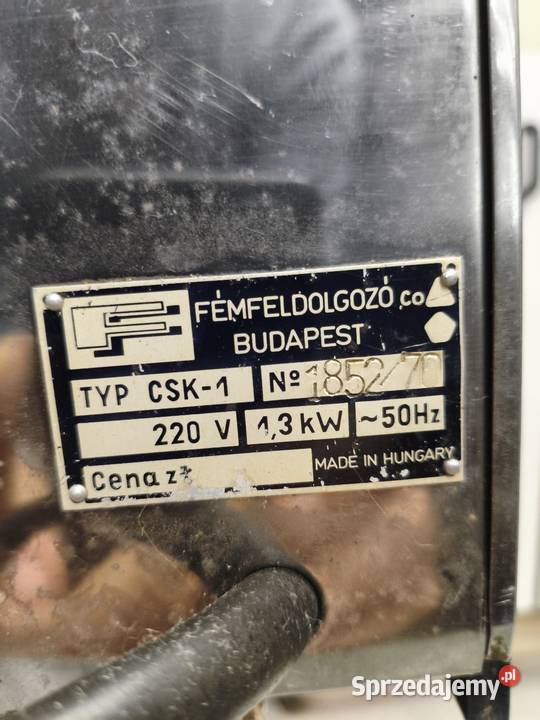 FÉMFELDOLGOZÓ co
BUDAPEST
TYP CSK-1
Nº 1852/70
220 V
1,3 kW
~50Hz
Cena zł
MADE IN HUNGARY
Sprzedajemy.pl